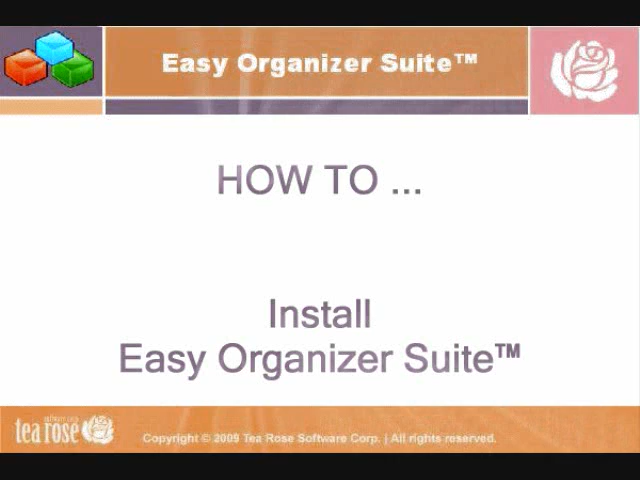 Easy Organizer Suite™
HOW TO ...
Install
Easy Organizer Suite™
tea rose
Copyright © 2009 Tea Rose Software Corp. | All rights reserved.